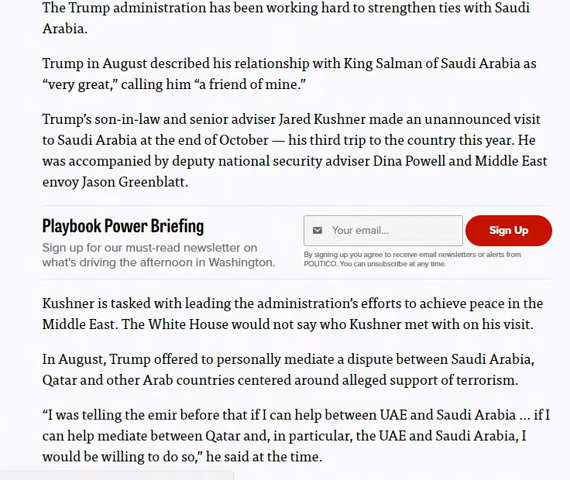 The Trump administration has been working hard to strengthen ties with Saudi
Arabia.
Trump in August described his relationship with King Salman of Saudi Arabia as
“very great,” calling him “a friend of mine.”
Trump’s son-in-law and senior adviser Jared Kushner made an unannounced visit
to Saudi Arabia at the end of October — his third trip to the country this year. He
was accompanied by deputy national security adviser Dina Powell and Middle East
envoy Jason Greenblatt.
Playbook Power Briefing
Sign up for our must-read newsletter on
what’s driving the afternoon in Washington.
Your email...
Sign Up
By signing up you agree to receive email newsletters or alerts from
POLITICO. You can unsubscribe at any time.
Kushner is tasked with leading the administration’s efforts to achieve peace in the
Middle East. The White House would not say who Kushner met with on his visit.
In August, Trump offered to personally mediate a dispute between Saudi Arabia,
Qatar and other Arab countries centered around alleged support of terrorism.
“I was telling the emir before that if I can help between UAE and Saudi Arabia ... if I
can help mediate between Qatar and, in particular, the UAE and Saudi Arabia, I
would be willing to do so,” he said at the time.